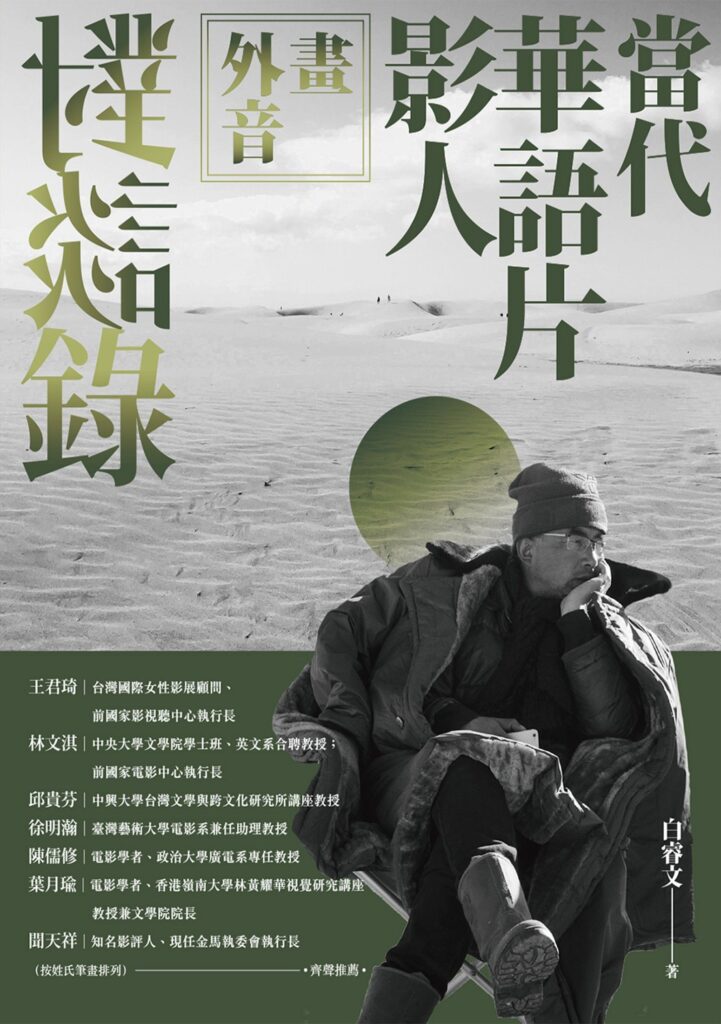 當代
華語片
影人
畫外音
對談錄
王君琦｜台灣國際女性影展顧問、
前國家影視聽中心執行長
林文淇｜中央大學文學院學士班、英文系合聘教授；
前國家電影中心執行長
邱貴芬｜中興大學台灣文學與跨文化研究所講座教授
徐明瀚｜臺灣藝術大學電影系兼任助理教授
陳儒修｜電影學者、政治大學廣電系專任教授
葉月瑜｜電影學者、香港嶺南大學林黃耀華視覺研究講座
教授兼文學院院長
聞天祥｜知名影評人、現任金馬執委會執行長
（按姓氏筆畫排列）——•齊聲推薦•
白睿文——著